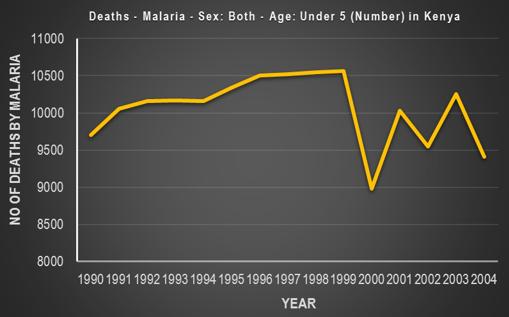 Deaths - Malaria - Sex: Both - Age: Under 5 (Number) in Kenya
NO OF DEATHS BY MALARIA
11000
10500
10000
9500
9000
8500
8000
1990 1991 1992 1993 1994 1995 1996 1997 1998 1999 2000 2001 2002 2003 2004
YEAR